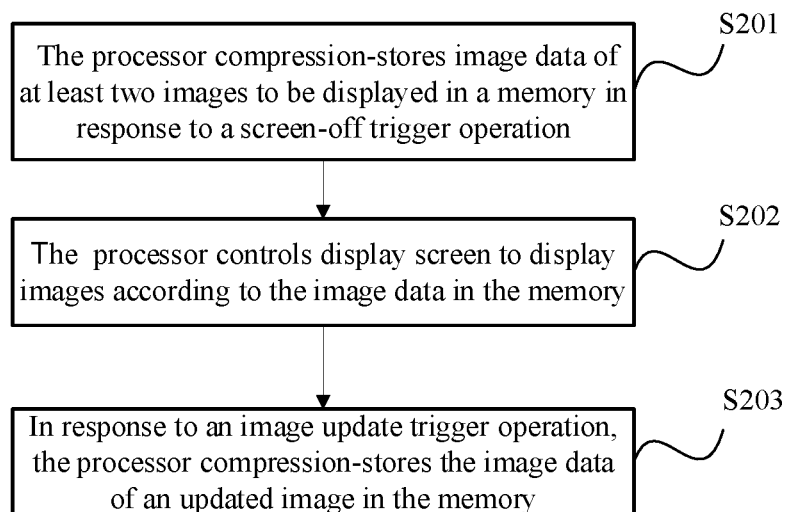 S201
The processor compression-stores image data of
at least two images to be displayed in a memory in
response to a screen-off trigger operation
S202
The processor controls display screen to display
images according to the image data in the memory
S203
In response to an image update trigger operation,
the processor compression-stores the image data
of an updated image in the memory